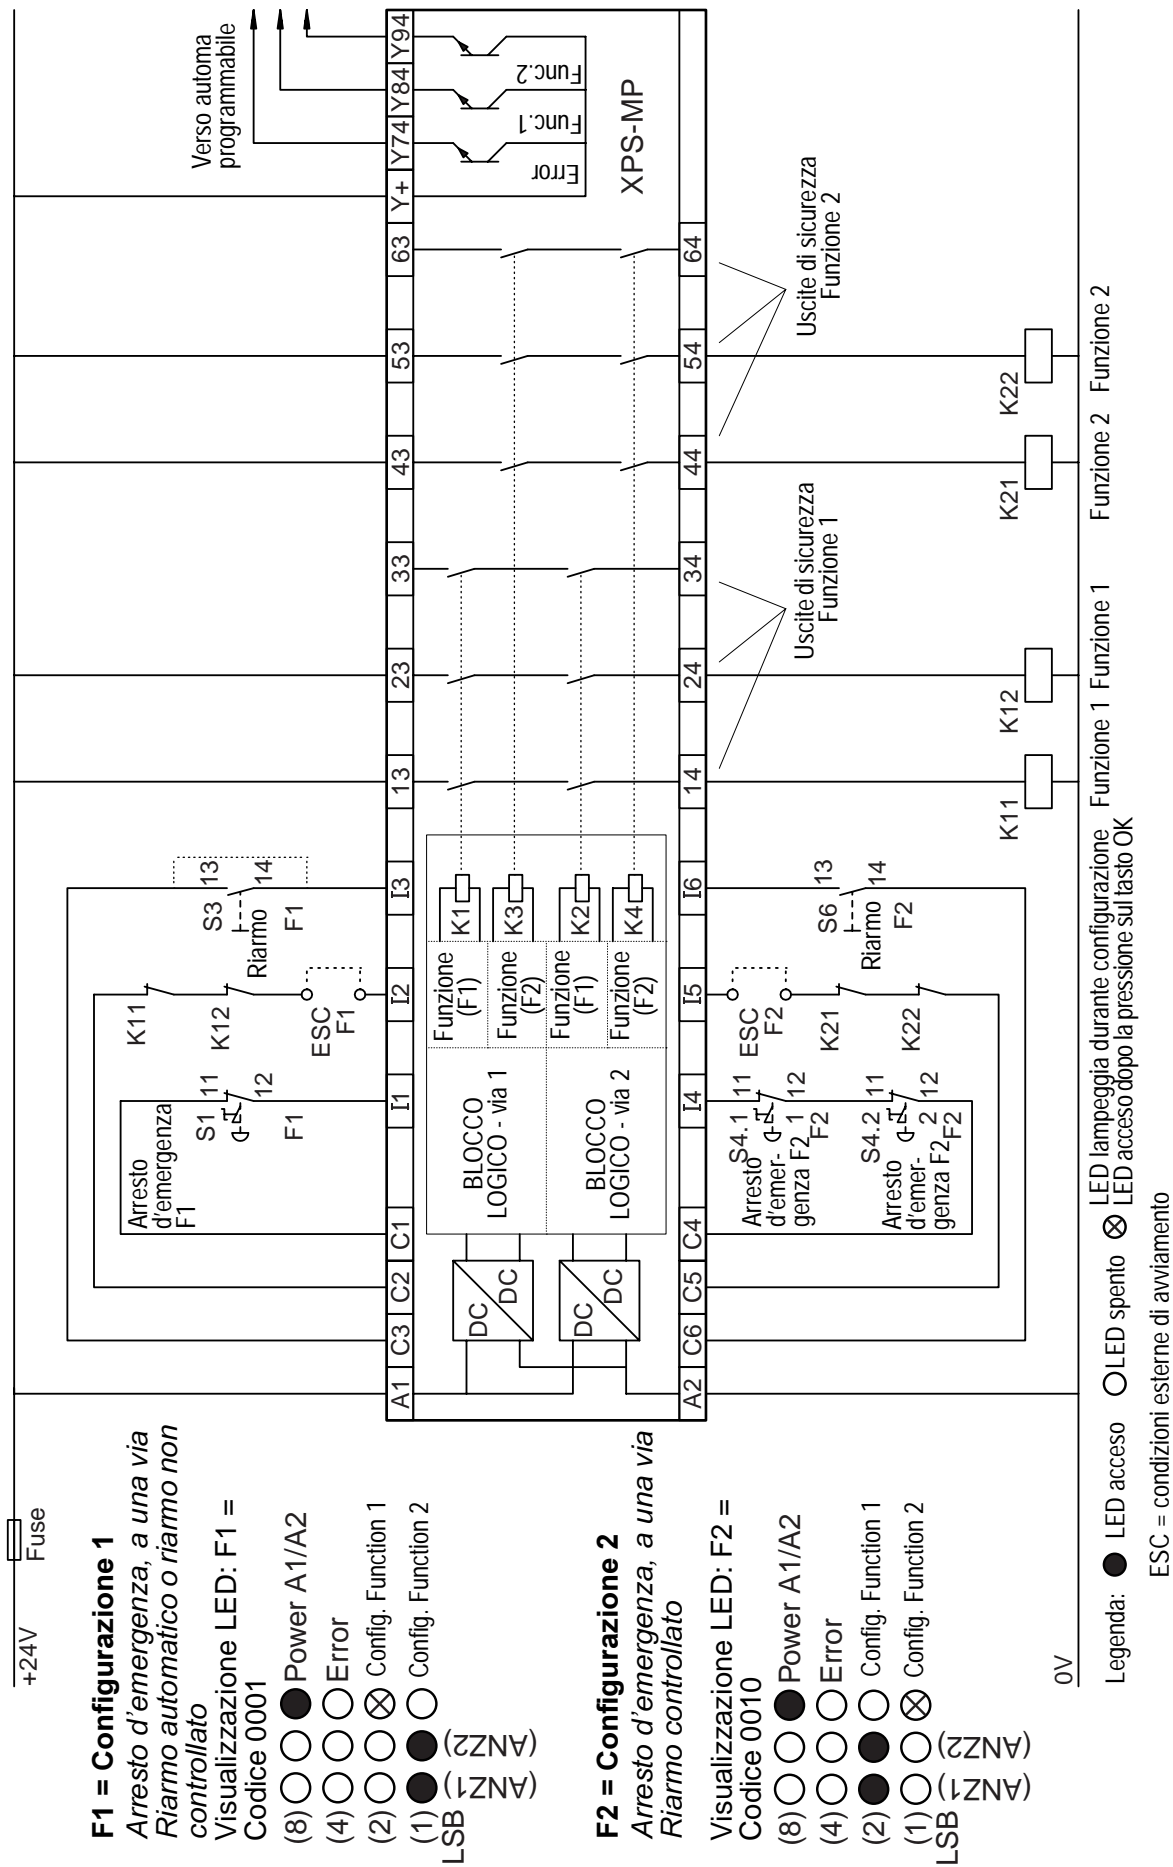 +24V
Fuse
F1 = Configurazione 1
Arresto d'emergenza, a una via
Riarmo automatico o riarmo non
controllato
Visualizzazione LED: F1 =
Codice 0001
(8) Power A1/A2
(4) Error
(2) Config. Function 1
(1) Config. Function 2
LSB (ANZ1) (ANZ2)
F2 = Configurazione 2
Arresto d'emergenza, a una via
Riarmo controllato
Visualizzazione LED: F2 =
Codice 0010
(8) Power A1/A2
(4) Error
(2) Config. Function 1
(1) Config. Function 2
LSB (ANZ1) (ANZ2)
0V
Verso automa
programmabile
Arresto
d'emergenza
F1
S1 11
12
F1
K11
K12
ESC
F1
S3 13
14
Riarmo
F1
A1 C3 C2 C1 I1 I2 I3 13 23 33 43 53 63 Y+ Y74 Y84 Y94
DC
DC
DC
DC
BLOCCO
LOGICO - via 1
BLOCCO
LOGICO - via 2
Funzione
(F1)
K1
Funzione
(F2)
K3
Funzione
(F1)
K2
Funzione
(F2)
K4
Error
Func.1
Func.2
XPS-MP
A2 C6 C5 C4 I4 I5 I6 14 24 34 44 54 64
Arresto
d'emer-
genza F2_1
S4.1 11
12
F2
Arresto
d'emer-
genza F2_2
S4.2 11
12
F2
ESC
F2
K21
K22
S6 13
14
Riarmo
F2
Uscite di sicurezza
Funzione 1
Uscite di sicurezza
Funzione 2
K11
K12
K21
K22
Funzione 1 Funzione 1 Funzione 2 Funzione 2
Legenda: LED acceso LED spento LED lampeggia durante configurazione
LED acceso dopo la pressione sul tasto OK
ESC = condizioni esterne di avviamento